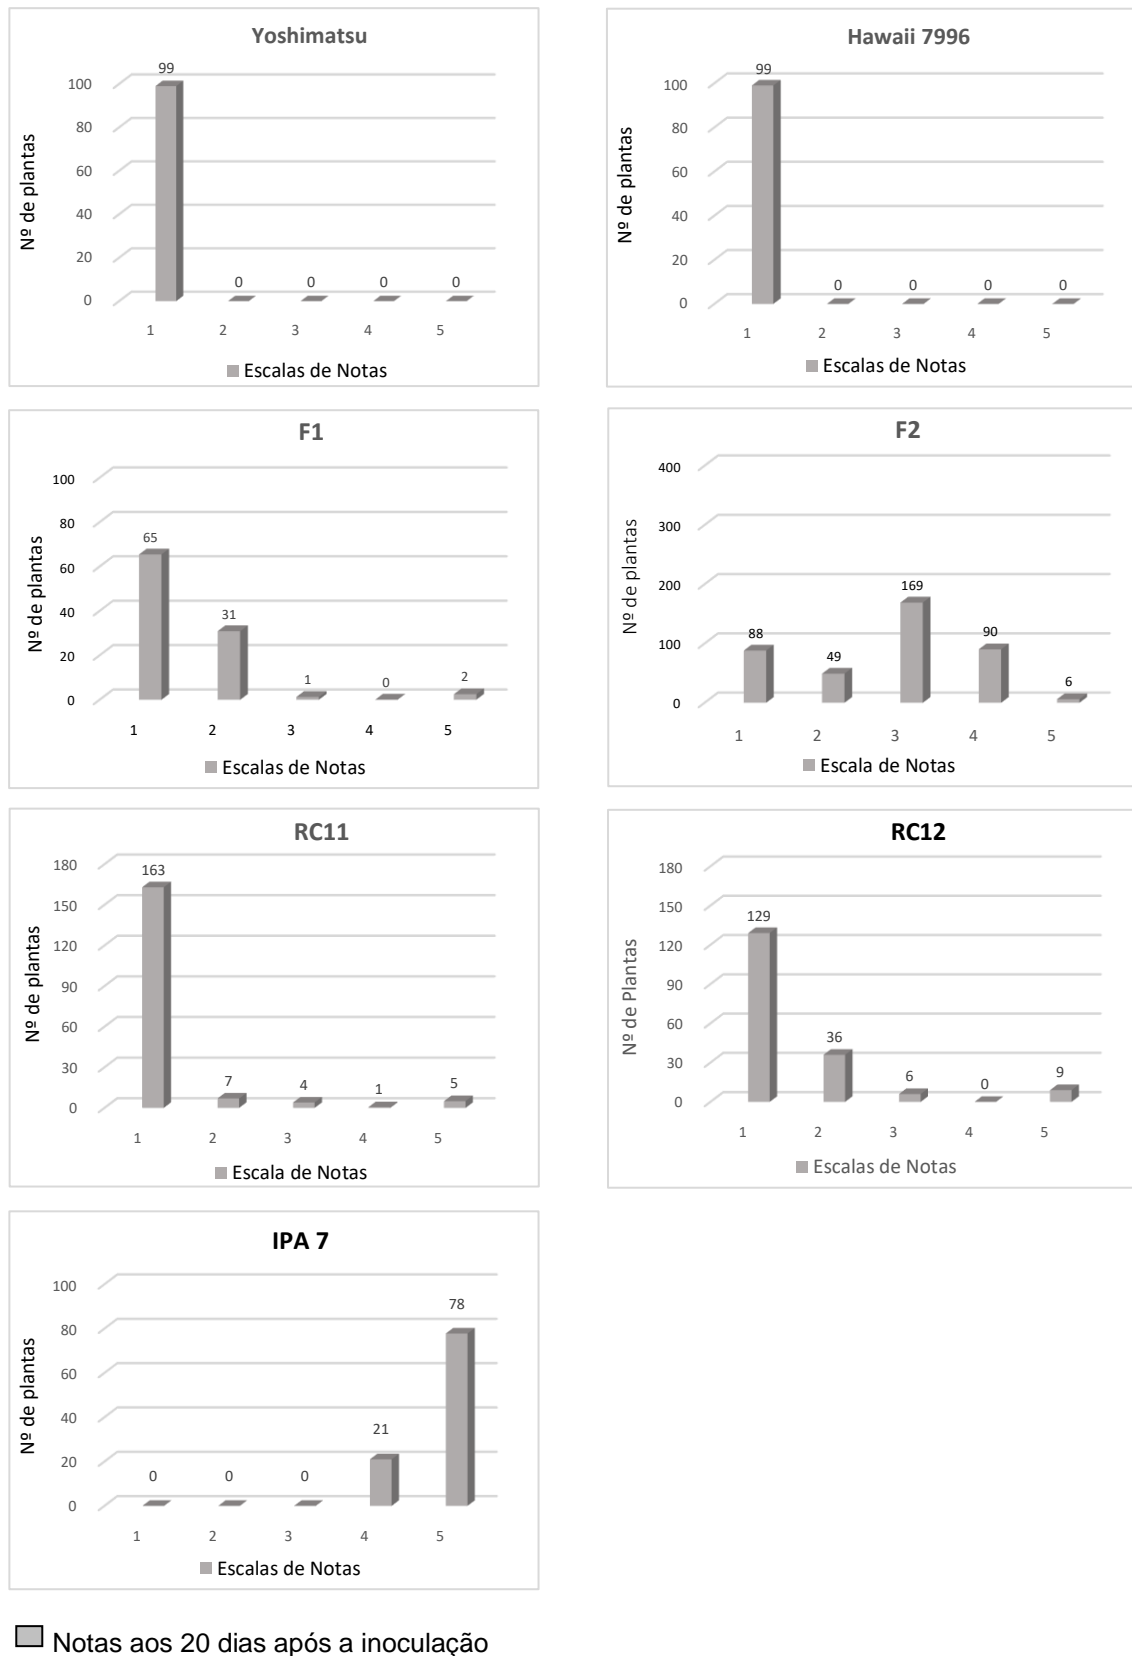 Yoshimatsu
Nº de plantas
100
80
60
40
20
0
99
0
0
0
0
1 2 3 4 5
Escalas de Notas
Hawaii 7996
Nº de plantas
100
80
60
40
20
0
99
0
0
0
0
1 2 3 4 5
Escalas de Notas
F1
Nº de plantas
100
80
60
40
20
0
65
31
1
0
2
1 2 3 4 5
Escalas de Notas
F2
Nº de plantas
400
300
200
100
0
88
49
169
90
6
1 2 3 4 5
Escala de Notas
RC11
Nº de plantas
180
150
120
90
60
30
0
163
7
4
1
5
1 2 3 4 5
Escala de Notas
RC12
Nº de Plantas
180
150
120
90
60
30
0
129
36
6
0
9
1 2 3 4 5
Escalas de Notas
IPA 7
Nº de plantas
100
80
60
40
20
0
0
0
0
21
78
1 2 3 4 5
Escalas de Notas
Notas aos 20 dias após a inoculação